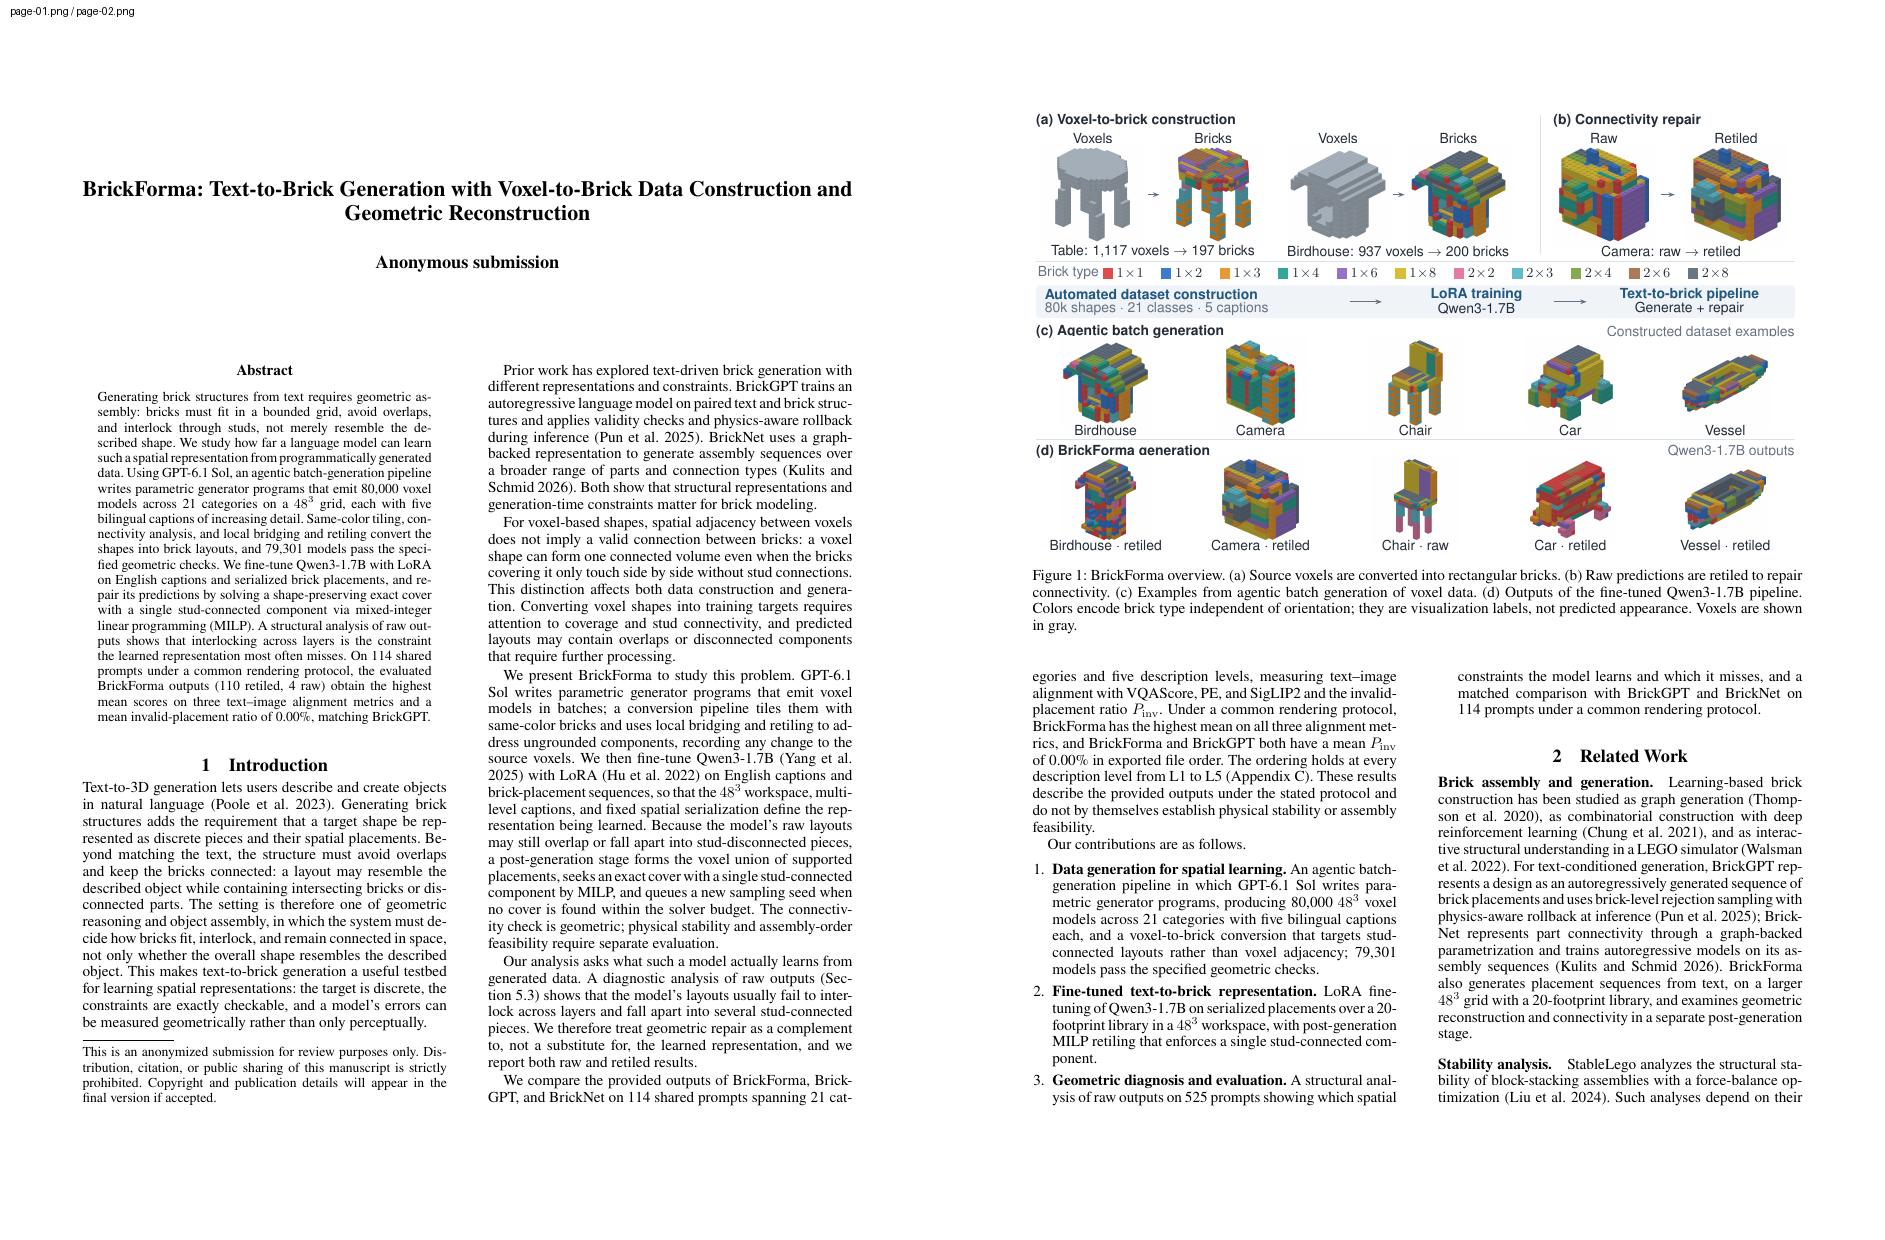 page-01.png / page-02.png
BrickForma: Text-to-Brick Generation with Voxel-to-Brick Data Construction and
Geometric Reconstruction
Anonymous submission
Abstract
Generating brick structures from text requires geometric as-
sembly: bricks must fit in a bounded grid, avoid overlaps,
and interlock through studs, not merely resemble the de-
scribed shape. We study how far a language model can learn
such a spatial representation from programmatically generated
data. Using GPT-6.1 Sol, an agentic batch-generation pipeline
writes parametric generator programs that emit 80,000 voxel
models across 21 categories on a 48³ grid, each with five
bilingual captions of increasing detail. Same-color tiling, con-
nectivity analysis, and local bridging and retiling convert the
shapes into brick layouts, and 79,301 models pass the speci-
fied geometric checks. We fine-tune Qwen3-1.7B with LoRA
on English captions and serialized brick placements, and re-
pair its predictions by solving a shape-preserving exact cover
with a single stud-connected component via mixed-integer
linear programming (MILP). A structural analysis of raw out-
puts shows that interlocking across layers is the constraint
the learned representation most often misses. On 114 shared
prompts under a common rendering protocol, the evaluated
BrickForma outputs (110 retiled, 4 raw) obtain the highest
mean scores on three text–image alignment metrics and a
mean invalid-placement ratio of 0.00%, matching BrickGPT.
1 Introduction
Text-to-3D generation lets users describe and create objects
in natural language (Poole et al. 2023). Generating brick
structures adds the requirement that a target shape be rep-
resented as discrete pieces and their spatial placements. Be-
yond matching the text, the structure must avoid overlaps
and keep the bricks connected: a layout may resemble the
described object while containing intersecting bricks or dis-
connected parts. The setting is therefore one of geometric
reasoning and object assembly, in which the system must de-
cide how bricks fit, interlock, and remain connected in space,
not only whether the overall shape resembles the described
object. This makes text-to-brick generation a useful testbed
for learning spatial representations: the target is discrete, the
constraints are exactly checkable, and a model's errors can
be measured geometrically rather than only perceptually.
This is an anonymized submission for review purposes only. Dis-
tribution, citation, or public sharing of this manuscript is strictly
prohibited. Copyright and publication details will appear in the
final version if accepted.
Prior work has explored text-driven brick generation with
different representations and constraints. BrickGPT trains an
autoregressive language model on paired text and brick struc-
tures and applies validity checks and physics-aware rollback
during inference (Pun et al. 2025). BrickNet uses a graph-
backed representation to generate assembly sequences over
a broader range of parts and connection types (Kulits and
Schmid 2026). Both show that structural representations and
generation-time constraints matter for brick modeling.
For voxel-based shapes, spatial adjacency between voxels
does not imply a valid connection between bricks: a voxel
shape can form one connected volume even when the bricks
covering it only touch side by side without stud connections.
This distinction affects both data construction and genera-
tion. Converting voxel shapes into training targets requires
attention to coverage and stud connectivity, and predicted
layouts may contain overlaps or disconnected components
that require further processing.
We present BrickForma to study this problem. GPT-6.1
Sol writes parametric generator programs that emit voxel
models in batches; a conversion pipeline tiles them with
same-color bricks and uses local bridging and retiling to ad-
dress ungrounded components, recording any change to the
source voxels. We then fine-tune Qwen3-1.7B (Yang et al.
2025) with LoRA (Hu et al. 2022) on English captions and
brick-placement sequences, so that the 48³ workspace, multi-
level captions, and fixed spatial serialization define the rep-
resentation being learned. Because the model's raw layouts
may still overlap or fall apart into stud-disconnected pieces,
a post-generation stage forms the voxel union of supported
placements, seeks an exact cover with a single stud-connected
component by MILP, and queues a new sampling seed when
no cover is found within the solver budget. The connectiv-
ity check is geometric; physical stability and assembly-order
feasibility require separate evaluation.
Our analysis asks what such a model actually learns from
generated data. A diagnostic analysis of raw outputs (Sec-
tion 5.3) shows that the model's layouts usually fail to inter-
lock across layers and fall apart into several stud-connected
pieces. We therefore treat geometric repair as a complement
to, not a substitute for, the learned representation, and we
report both raw and retiled results.
We compare the provided outputs of BrickForma, Brick-
GPT, and BrickNet on 114 shared prompts spanning 21 cat-
(a) Voxel-to-brick construction
(b) Connectivity repair
Voxels Bricks Voxels Bricks Raw Retiled
Table: 1,117 voxels → 197 bricks
Birdhouse: 937 voxels → 200 bricks
Camera: raw → retiled
Brick type 1×1 1×2 1×3 1×4 1×6 1×8 2×2 2×3 2×4 2×6 2×8
Automated dataset construction
80k shapes · 21 classes · 5 captions
LoRA training
Qwen3-1.7B
Text-to-brick pipeline
Generate + repair
(c) Agentic batch generation
Constructed dataset examples
Birdhouse Camera Chair Car Vessel
(d) BrickForma generation
Qwen3-1.7B outputs
Birdhouse · retiled Camera · retiled Chair · raw Car · retiled Vessel · retiled
Figure 1: BrickForma overview. (a) Source voxels are converted into rectangular bricks. (b) Raw predictions are retiled to repair
connectivity. (c) Examples from agentic batch generation of voxel data. (d) Outputs of the fine-tuned Qwen3-1.7B pipeline.
Colors encode brick type independent of orientation; they are visualization labels, not predicted appearance. Voxels are shown
in gray.
egories and five description levels, measuring text–image
alignment with VQAScore, PE, and SigLIP2 and the invalid-
placement ratio Pinv. Under a common rendering protocol,
BrickForma has the highest mean on all three alignment met-
rics, and BrickForma and BrickGPT both have a mean Pinv
of 0.00% in exported file order. The ordering holds at every
description level from L1 to L5 (Appendix C). These results
describe the provided outputs under the stated protocol and
do not by themselves establish physical stability or assembly
feasibility.
Our contributions are as follows.
1. Data generation for spatial learning. An agentic batch-
generation pipeline in which GPT-6.1 Sol writes para-
metric generator programs, producing 80,000 48³ voxel
models across 21 categories with five bilingual captions
each, and a voxel-to-brick conversion that targets stud-
connected layouts rather than voxel adjacency; 79,301
models pass the specified geometric checks.
2. Fine-tuned text-to-brick representation. LoRA fine-
tuning of Qwen3-1.7B on serialized placements over a 20-
footprint library in a 48³ workspace, with post-generation
MILP retiling that enforces a single stud-connected com-
ponent.
3. Geometric diagnosis and evaluation. A structural anal-
ysis of raw outputs on 525 prompts showing which spatial
constraints the model learns and which it misses, and a
matched comparison with BrickGPT and BrickNet on
114 prompts under a common rendering protocol.
2 Related Work
Brick assembly and generation. Learning-based brick
construction has been studied as graph generation (Thomp-
son et al. 2020), as combinatorial construction with deep
reinforcement learning (Chung et al. 2021), and as interac-
tive structural understanding in a LEGO simulator (Walsman
et al. 2022). For text-conditioned generation, BrickGPT rep-
resents a design as an autoregressively generated sequence of
brick placements and uses brick-level rejection sampling with
physics-aware rollback at inference (Pun et al. 2025); Brick-
Net represents part connectivity through a graph-backed
parametrization and trains autoregressive models on its as-
sembly sequences (Kulits and Schmid 2026). BrickForma
also generates placement sequences from text, on a larger
48³ grid with a 20-footprint library, and examines geometric
reconstruction and connectivity in a separate post-generation
stage.
Stability analysis. StableLego analyzes the structural sta-
bility of block-stacking assemblies with a force-balance op-
timization (Liu et al. 2024). Such analyses depend on their